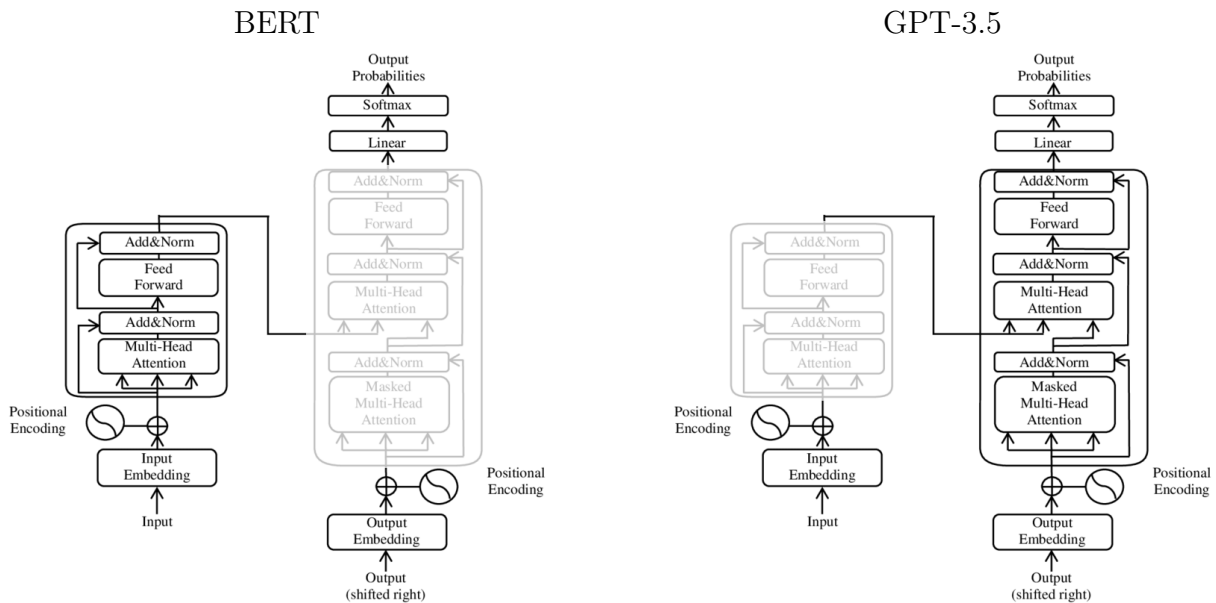 BERT
Output
Probabilities
Softmax
Linear
Add&Norm
Feed
Forward
Add&Norm
Multi-Head
Attention
Add&Norm
Masked
Multi-Head
Attention
Add&Norm
Feed
Forward
Add&Norm
Multi-Head
Attention
Positional
Encoding
Input
Embedding
Input
Positional
Encoding
Output
Embedding
Output
(shifted right)
GPT-3.5
Output
Probabilities
Softmax
Linear
Add&Norm
Feed
Forward
Add&Norm
Multi-Head
Attention
Add&Norm
Masked
Multi-Head
Attention
Add&Norm
Feed
Forward
Add&Norm
Multi-Head
Attention
Positional
Encoding
Input
Embedding
Input
Positional
Encoding
Output
Embedding
Output
(shifted right)